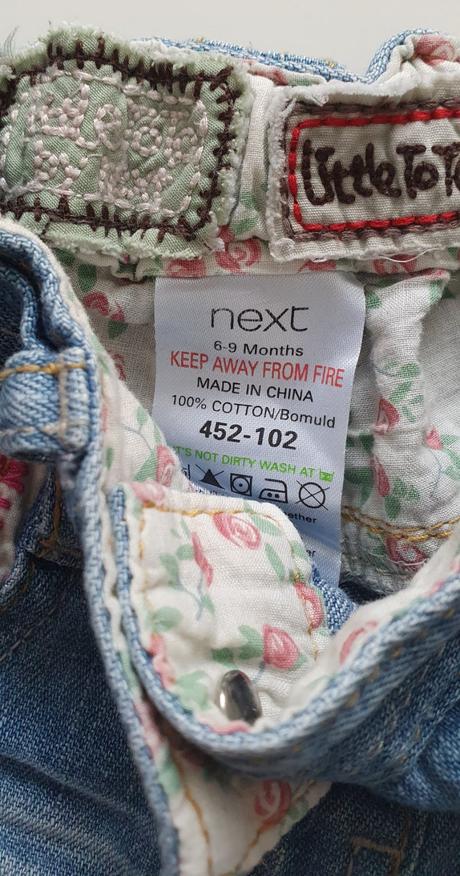 Little To
next
6-9 Months
KEEP AWAY FROM FIRE
MADE IN CHINA
100% COTTON/Bomuld
452-102
IT'S NOT DIRTY WASH AT